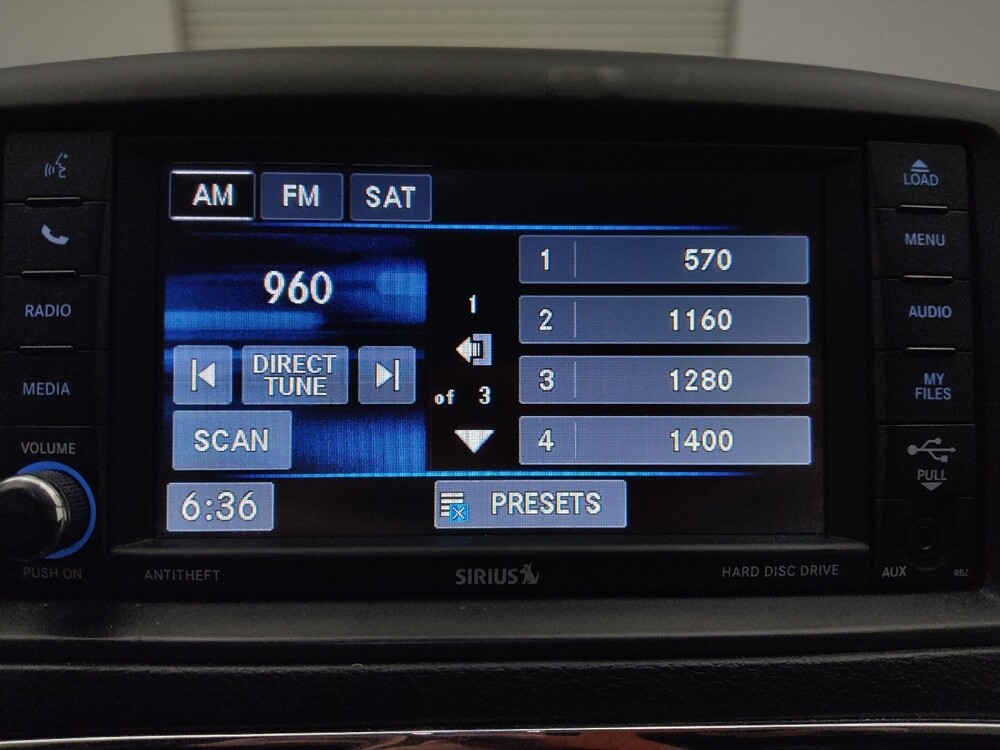 AM FM SAT
960
DIRECT
TUNE
SCAN
6:36
1
of 3
1 570
2 1160
3 1280
4 1400
PRESETS
RADIO
MEDIA
VOLUME
PUSH ON
LOAD
MENU
AUDIO
MY
FILES
PULL
AUX
RBZ
ANTITHEFT
SIRIUS
HARD DISC DRIVE